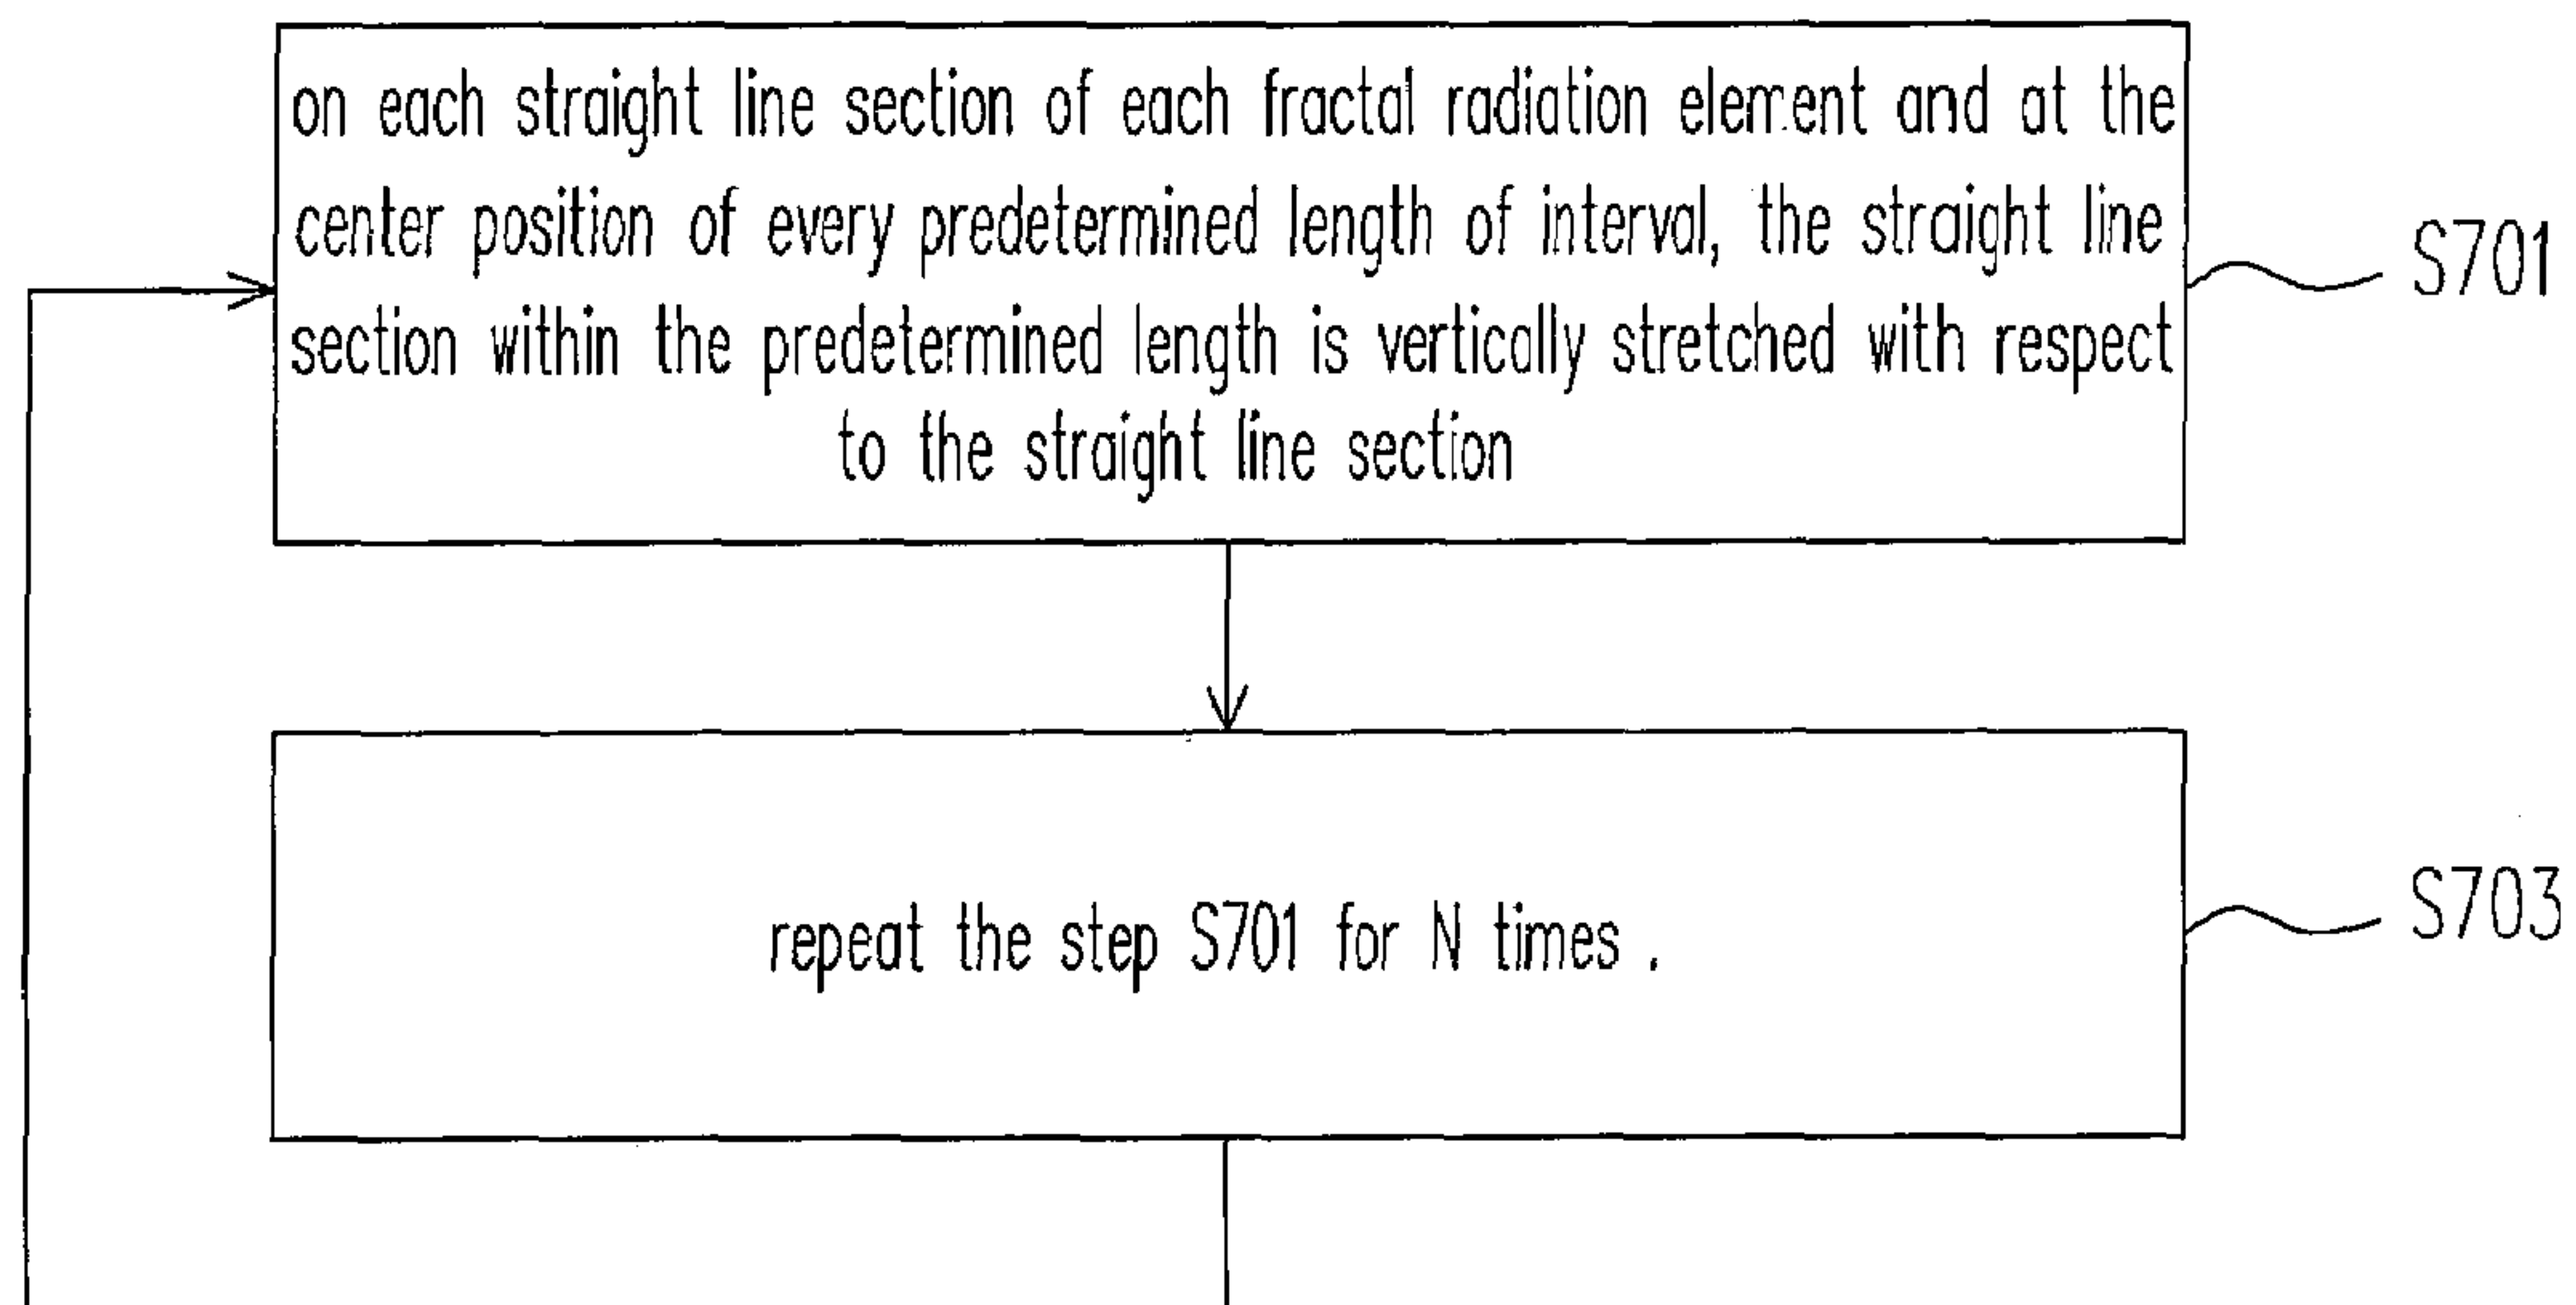 on each straight line section of each fractal radiation element and at the
center position of every predetermined length of interval, the straight line
section within the predetermined length is vertically stretched with respect
to the straight line section
S701
repeat the step S701 for N times .
S703